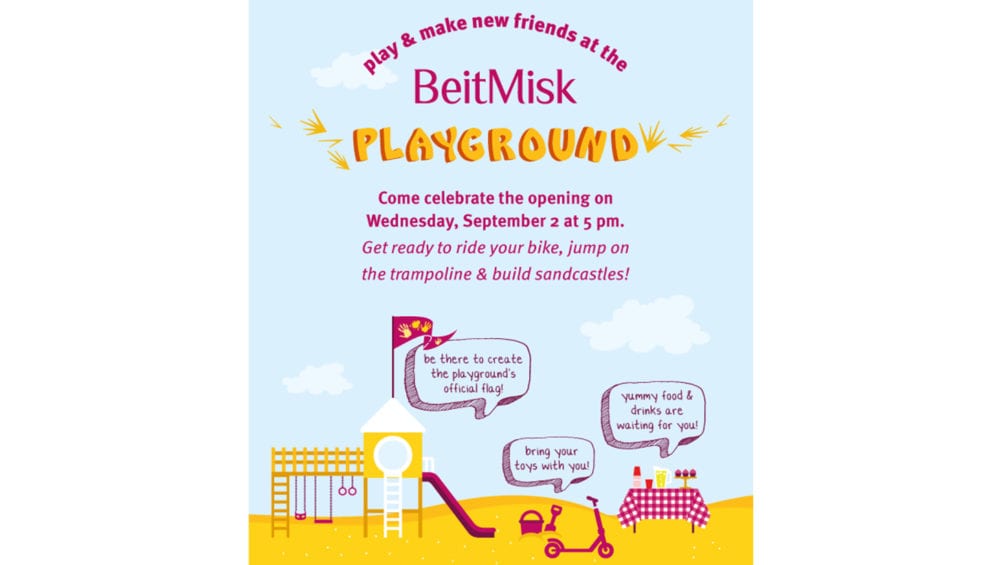 play & make new friends at the
BeitMisk
PLAYGROUND
Come celebrate the opening on
Wednesday, September 2 at 5 pm.
Get ready to ride your bike, jump on
the trampoline & build sandcastles!
be there to create
the playground's
official flag!
yummy food &
drinks are
waiting for you!
bring your
toys with you!